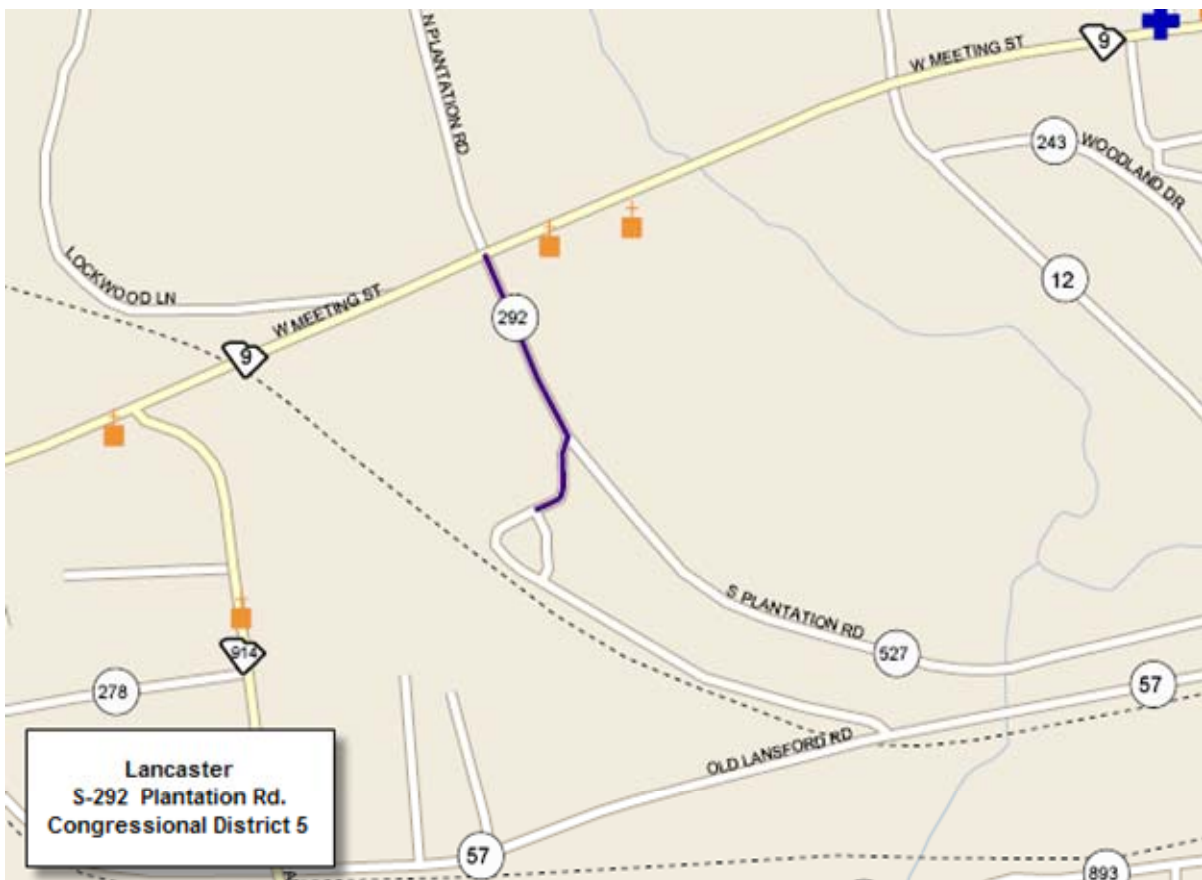 N PLANTATION RD
W MEETING ST
9
243
WOODLAND DR
LOCKWOOD LN
W MEETING ST
9
292
12
S PLANTATION RD
527
914
278
57
OLD LANSFORD RD
57
893
Lancaster
S-292 Plantation Rd.
Congressional District 5